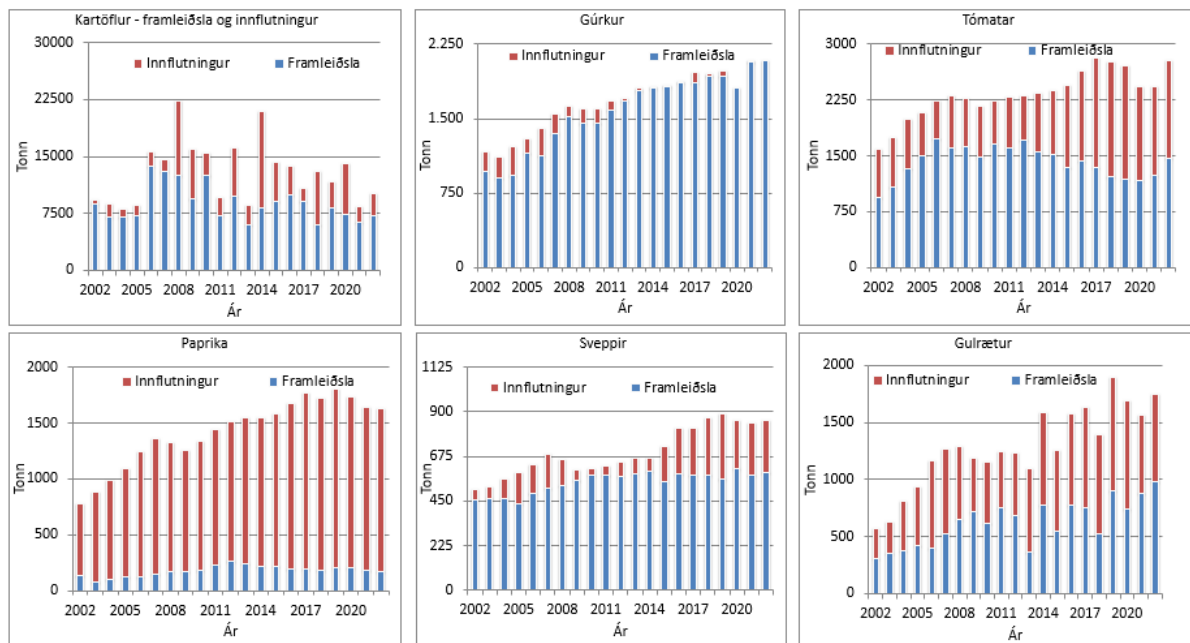 Kartöflur - framleiðsla og innflutningur
30000
22500
15000
7500
0
Tonn
Innflutningur
Framleiðsla
2002 2005 2008 2011 2014 2017 2020
Ár
Gúrkur
2.250
1.500
750
0
Tonn
Innflutningur
Framleiðsla
2002 2005 2008 2011 2014 2017 2020
Ár
Tómatar
3000
2250
1500
750
0
Tonn
Innflutningur
Framleiðsla
2002 2005 2008 2011 2014 2017 2020
Ár
Paprika
2000
1500
1000
500
0
Tonn
Innflutningur
Framleiðsla
2002 2005 2008 2011 2014 2017 2020
Ár
Sveppir
1125
900
675
450
225
0
Tonn
Innflutningur
Framleiðsla
2002 2005 2008 2011 2014 2017 2020
Ár
Gulrætur
2000
1500
1000
500
0
Tonn
Innflutningur
Framleiðsla
2002 2005 2008 2011 2014 2017 2020
Ár